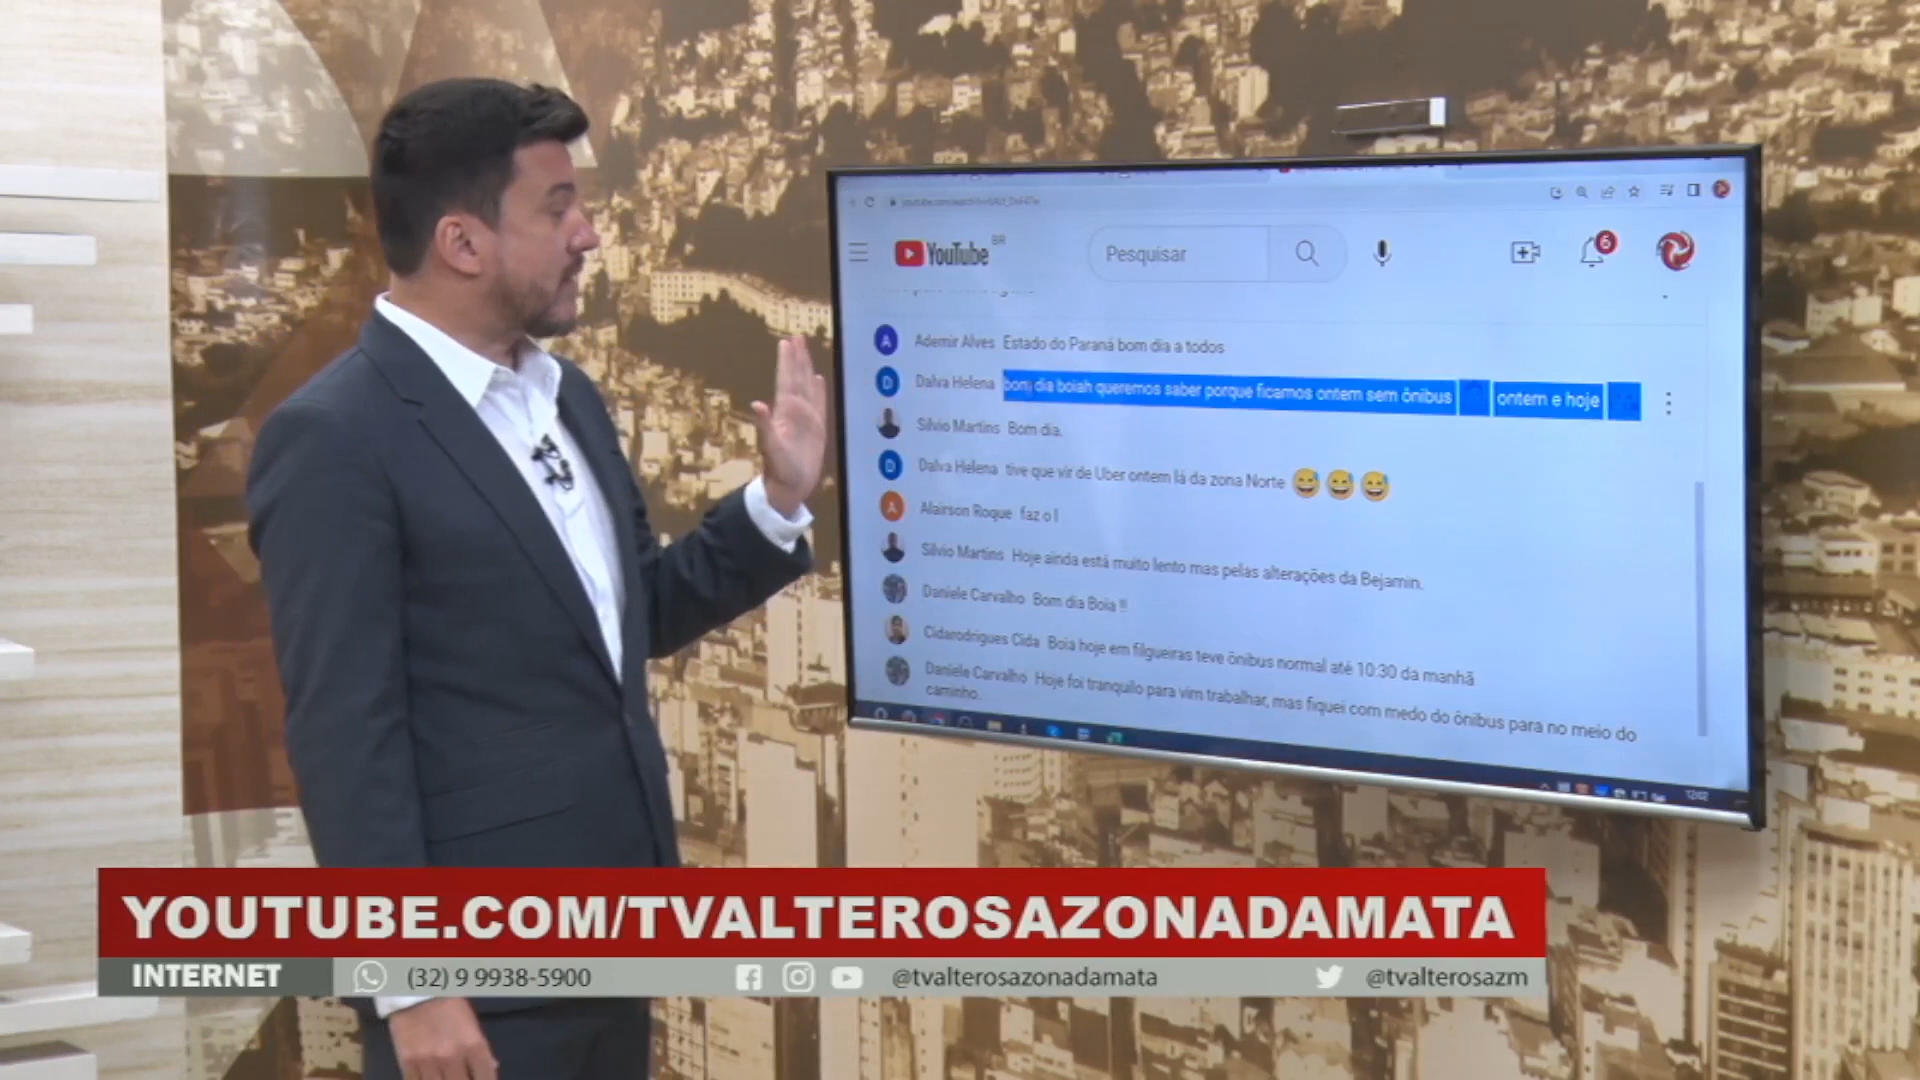 YouTube BR
Pesquisar
6
Ademir Alves Estado do Paraná bom dia a todos
Dalva Helena bom dia boiah queremos saber porque ficamos ontem sem ônibus ontem e hoje
Silvio Martins Bom dia.
Dalva Helena tive que vir de Uber ontem lá da zona Norte 😅 😅 😅
Alairson Roque faz o l
Silvio Martins Hoje ainda está muito lento mas pelas alterações da Bejamin.
Daniele Carvalho Bom dia Boia !!
Cidarodrigues Cida Boia hoje em filgueiras teve ônibus normal até 10:30 da manhã
Daniele Carvalho Hoje foi tranquilo para vim trabalhar, mas fiquei com medo do ônibus para no meio do
caminho.
12:02
YOUTUBE.COM/TVALTEROSAZONADAMATA
INTERNET (32) 9 9938-5900 @tvalterosazonadamata @tvalterosazm